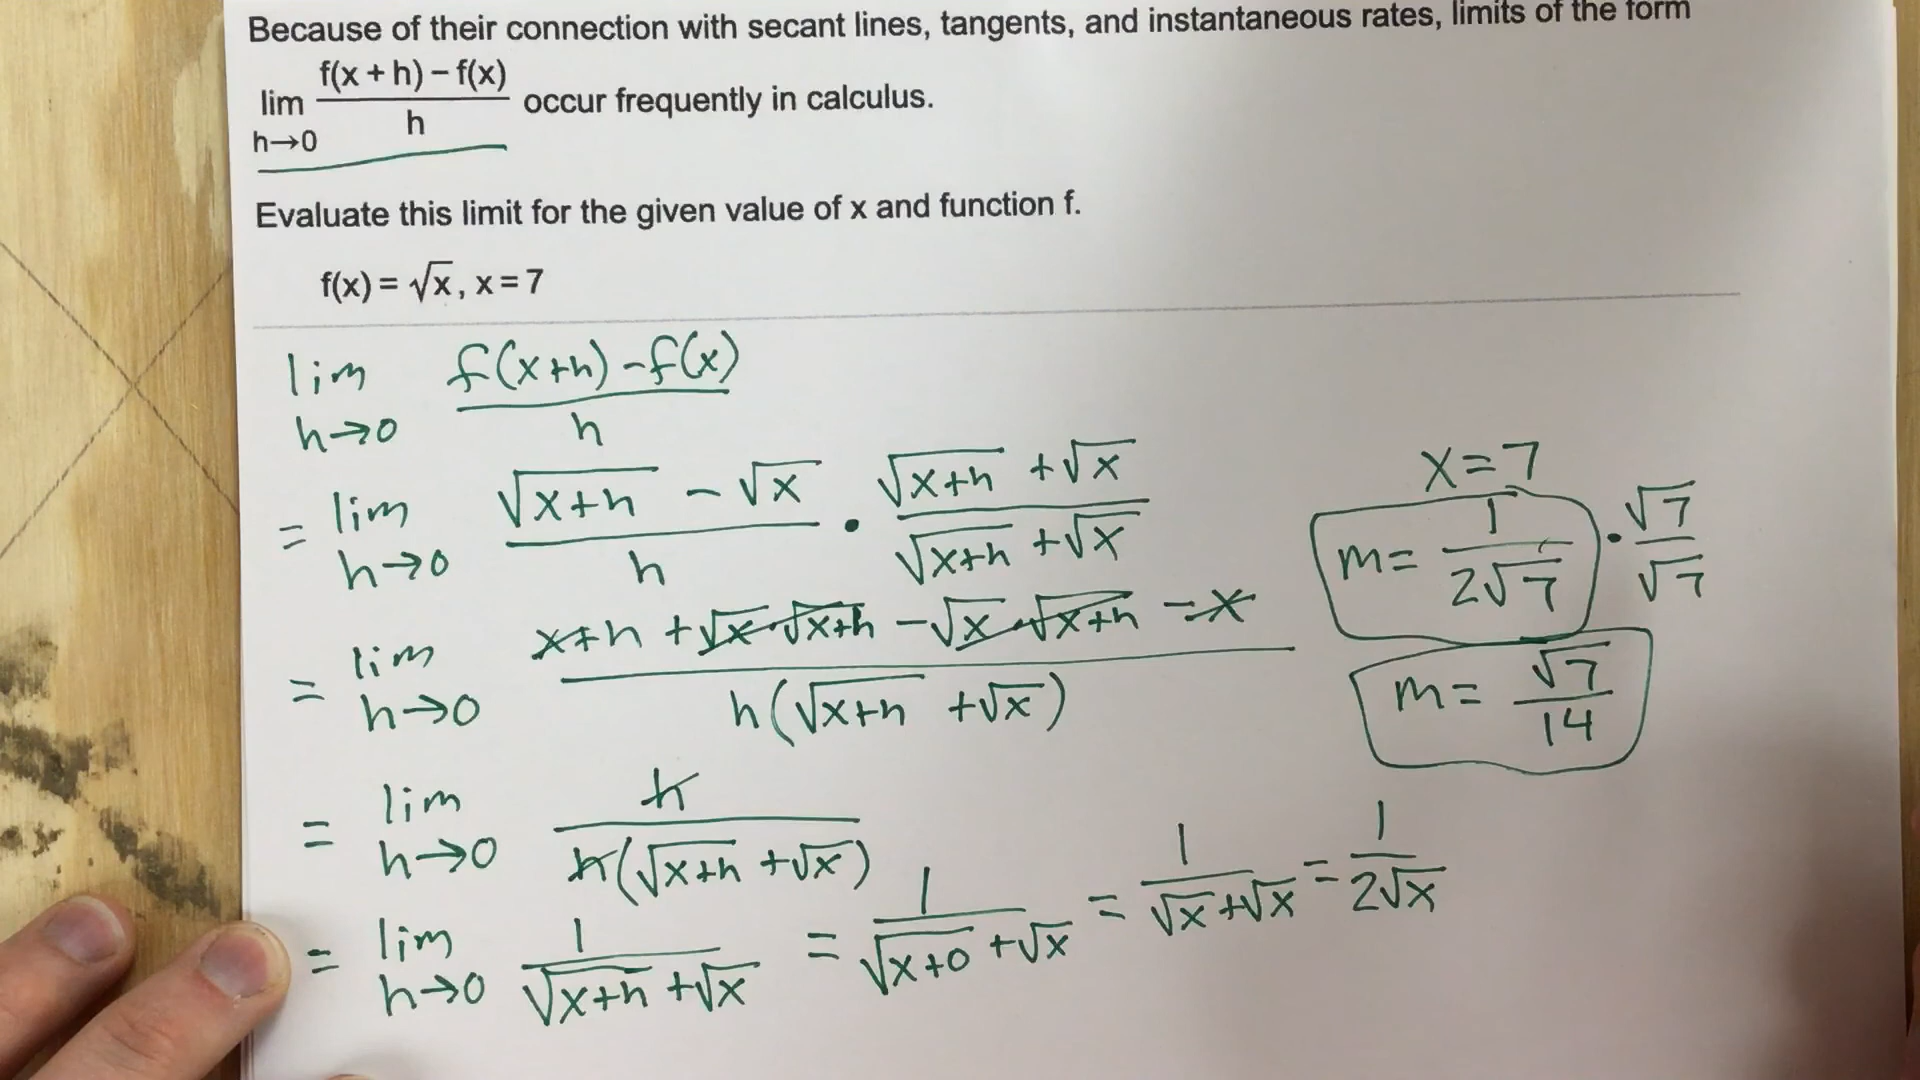 Because of their connection with secant lines, tangents, and instantaneous rates, limits of the form
lim h→0 (f(x + h) – f(x))/h occur frequently in calculus.
Evaluate this limit for the given value of x and function f.
f(x) = √x, x = 7
lim h→0 (f(x+h) - f(x))/h
= lim h→0 (√(x+h) - √x)/h · (√(x+h) + √x)/(√(x+h) + √x)
= lim h→0 (x+h + √x·√(x+h) - √x·√(x+h) - x)/(h(√(x+h) + √x))
= lim h→0 h/(h(√(x+h) + √x))
= lim h→0 1/(√(x+h) + √x) = 1/(√(x+0) + √x) = 1/(√x + √x) = 1/(2√x)
x = 7
m = 1/(2√7) · √7/√7
m = √7/14